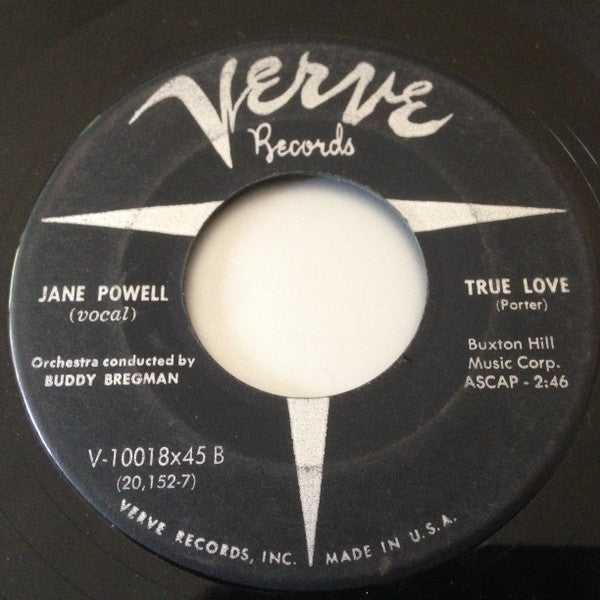 Verve
Records
JANE POWELL
(vocal)
Orchestra conducted by
BUDDY BREGMAN
V-10018x45 B
(20,152-7)
TRUE LOVE
(Porter)
Buxton Hill
Music Corp.
ASCAP - 2:46
VERVE RECORDS, INC. MADE IN U.S.A.